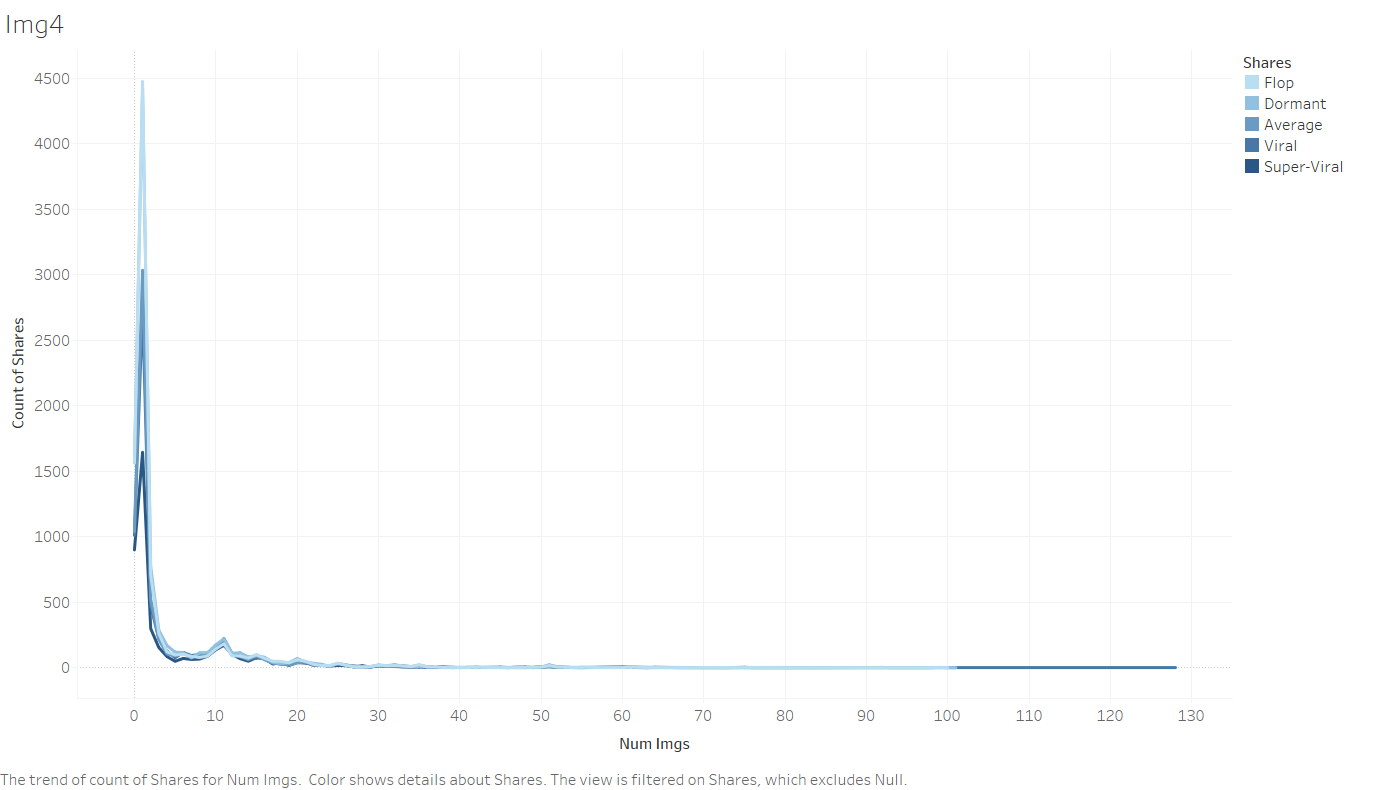 Img4
Shares
Flop
Dormant
Average
Viral
Super-Viral
4500
4000
3500
3000
2500
2000
1500
1000
500
0
Count of Shares
0 10 20 30 40 50 60 70 80 90 100 110 120 130
Num Imgs
The trend of count of Shares for Num Imgs.  Color shows details about Shares. The view is filtered on Shares, which excludes Null.